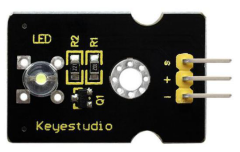 LED
R2
R1
Q1
S
+
-
Keyestudio